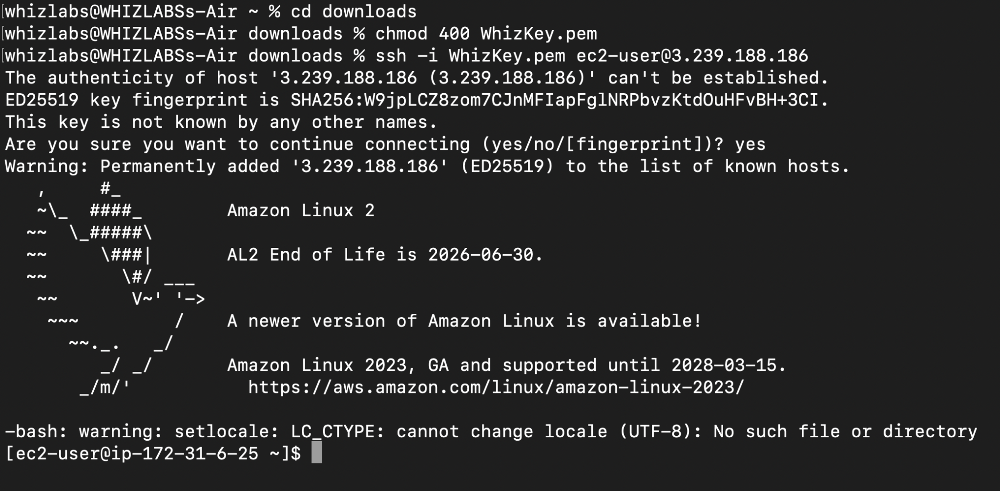 [whizlabs@WHIZLABSs-Air ~ % cd downloads
[whizlabs@WHIZLABSs-Air downloads % chmod 400 WhizKey.pem
[whizlabs@WHIZLABSs-Air downloads % ssh -i WhizKey.pem ec2-user@3.239.188.186
The authenticity of host '3.239.188.186 (3.239.188.186)' can't be established.
ED25519 key fingerprint is SHA256:W9jpLCZ8zom7CJnMFIapFglNRPbvzKtdOuHFvBH+3CI.
This key is not known by any other names.
Are you sure you want to continue connecting (yes/no/[fingerprint])? yes
Warning: Permanently added '3.239.188.186' (ED25519) to the list of known hosts.
   ,     #_
   ~\_  ####_        Amazon Linux 2
  ~~  \_#####\
  ~~     \###|       AL2 End of Life is 2026-06-30.
  ~~       \#/ ___
   ~~       V~' '->
    ~~~         /    A newer version of Amazon Linux is available!
      ~~._.   _/
         _/ _/       Amazon Linux 2023, GA and supported until 2028-03-15.
       _/m/'           https://aws.amazon.com/linux/amazon-linux-2023/
-bash: warning: setlocale: LC_CTYPE: cannot change locale (UTF-8): No such file or directory
[ec2-user@ip-172-31-6-25 ~]$